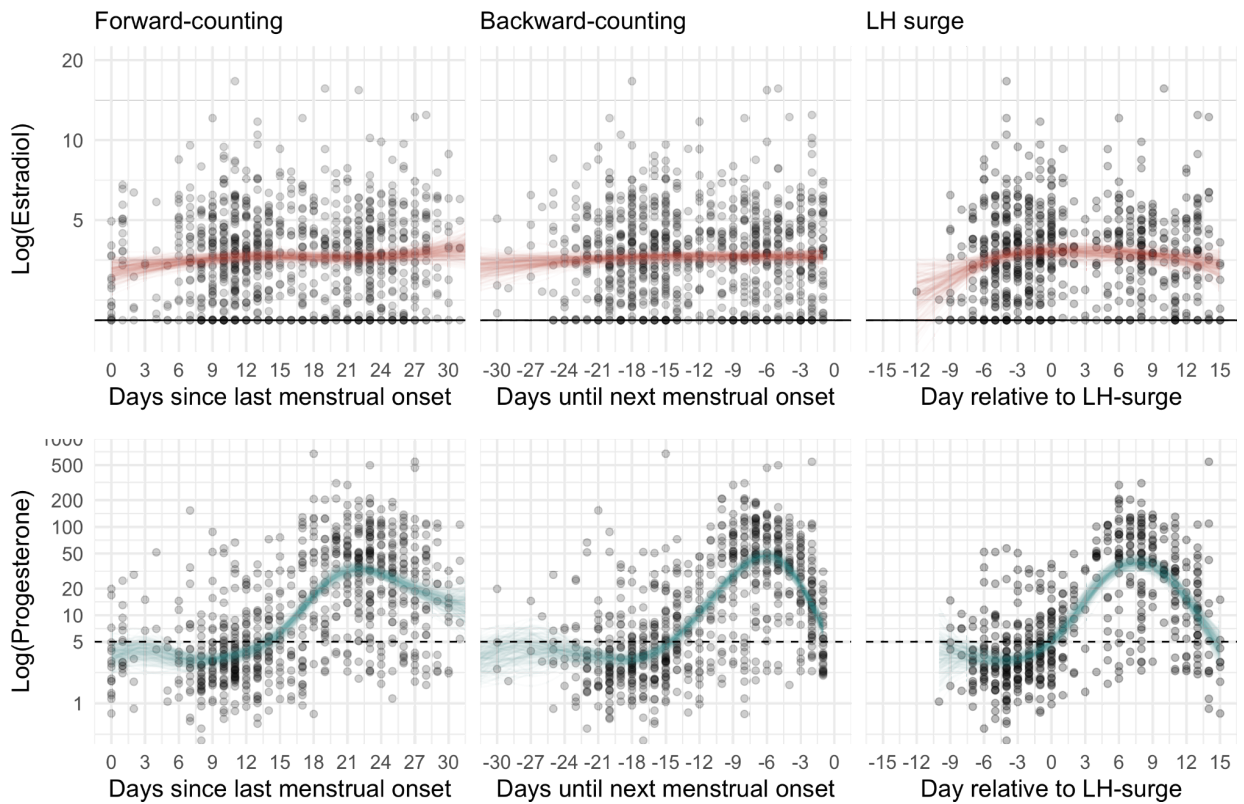 Forward-counting
Backward-counting
LH surge
Log(Estradiol)
20
10
5
0 3 6 9 12 15 18 21 24 27 30
-30 -27 -24 -21 -18 -15 -12 -9 -6 -3 0
-15 -12 -9 -6 -3 0 3 6 9 12 15
Days since last menstrual onset
Days until next menstrual onset
Day relative to LH-surge
Log(Progesterone)
1000
500
200
100
50
20
10
5
1
0 3 6 9 12 15 18 21 24 27 30
-30 -27 -24 -21 -18 -15 -12 -9 -6 -3 0
-15 -12 -9 -6 -3 0 3 6 9 12 15
Days since last menstrual onset
Days until next menstrual onset
Day relative to LH-surge